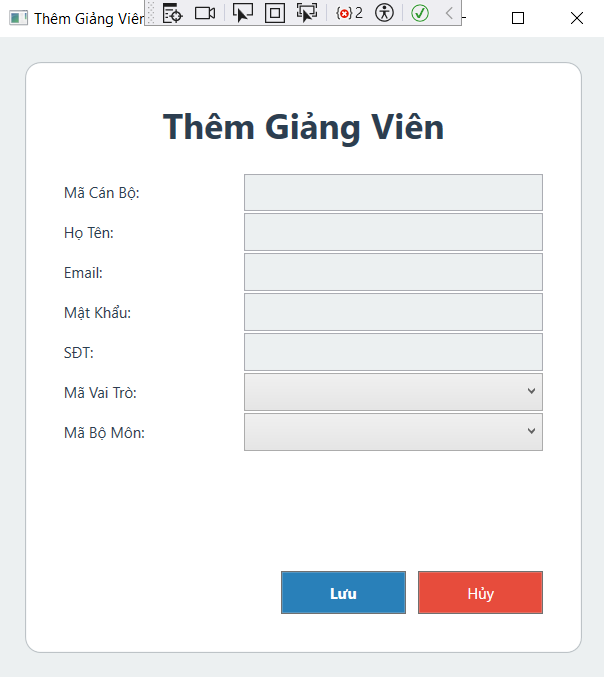 Thêm Giảng Viên
2
Thêm Giảng Viên
Mã Cán Bộ:
Họ Tên:
Email:
Mật Khẩu:
SĐT:
Mã Vai Trò:
Mã Bộ Môn:
Lưu
Hủy